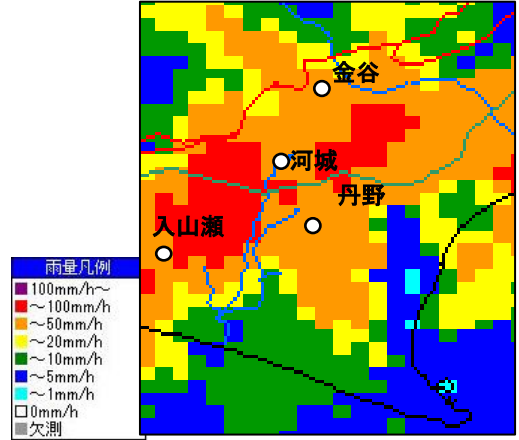 金谷
河城
丹野
入山瀬
雨量凡例
100mm/h～
～100mm/h
～50mm/h
～20mm/h
～10mm/h
～5mm/h
～1mm/h
0mm/h
欠測